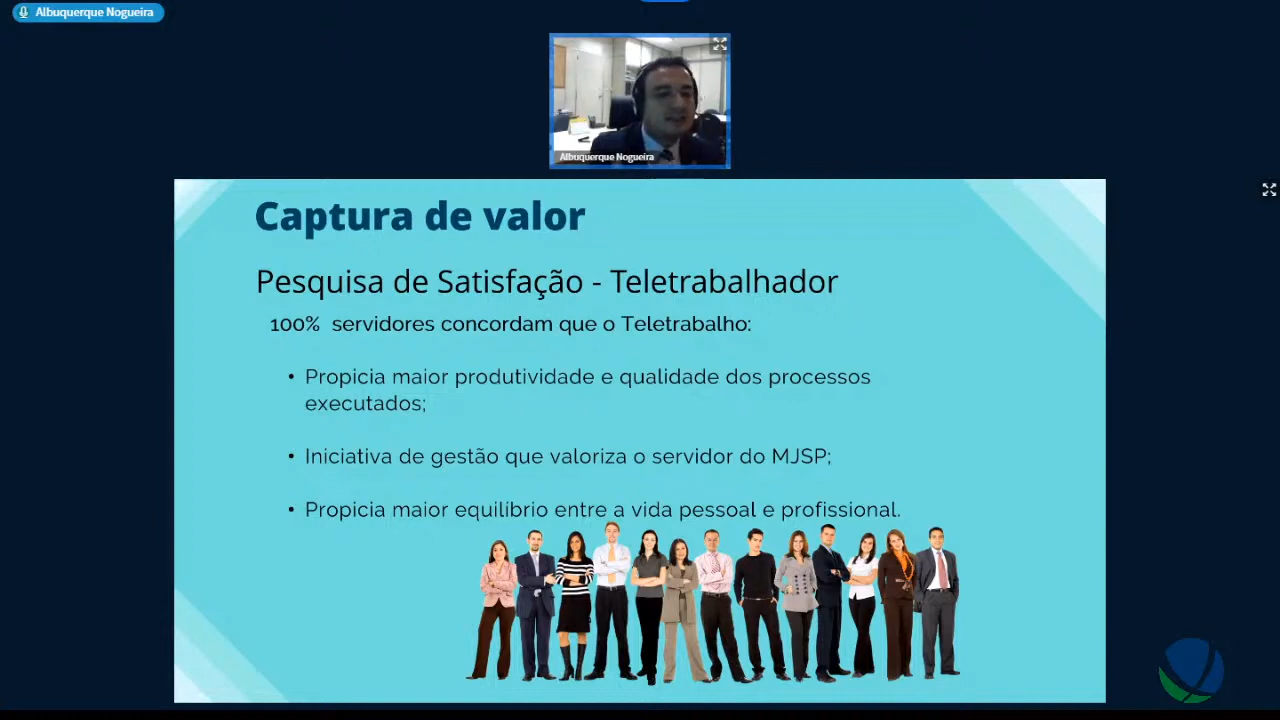 Albuquerque Nogueira
Albuquerque Nogueira
Captura de valor
Pesquisa de Satisfação - Teletrabalhador
100% servidores concordam que o Teletrabalho:
• Propicia maior produtividade e qualidade dos processos
executados;
• Iniciativa de gestão que valoriza o servidor do MJSP;
• Propicia maior equilíbrio entre a vida pessoal e profissional.